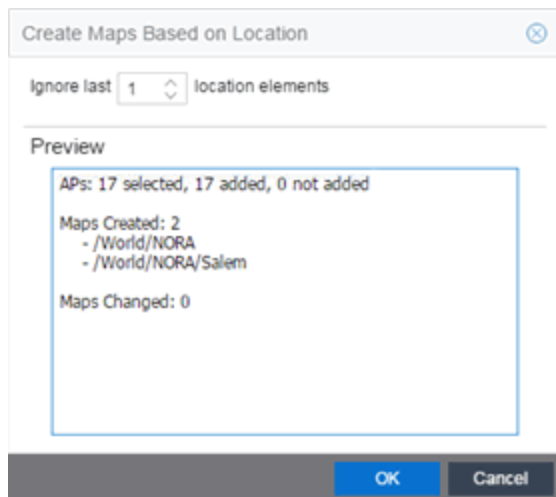 Create Maps Based on Location
Ignore last 1 location elements
Preview
APs: 17 selected, 17 added, 0 not added
Maps Created: 2
- /World/NORA
- /World/NORA/Salem
Maps Changed: 0
OK Cancel